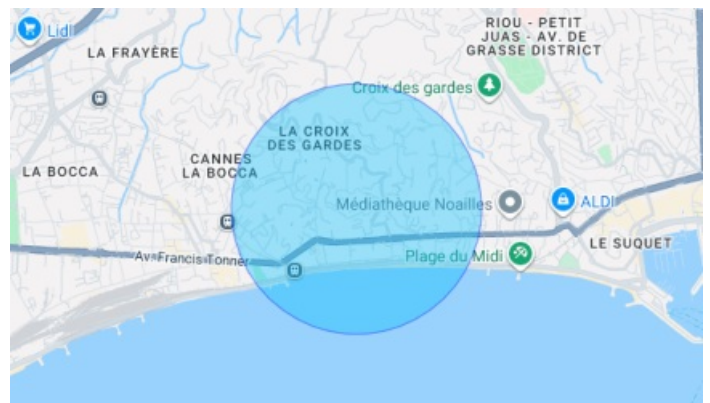 Lidl
LA FRAYÈRE
RIOU - PETIT
JUAS - AV. DE
GRASSE DISTRICT
Croix des gardes
LA CROIX
DES GARDES
CANNES
LA BOCCA
LA BOCCA
Médiathèque Noailles
ALDI
LE SUQUET
Av. Francis Tonner
Plage du Midi